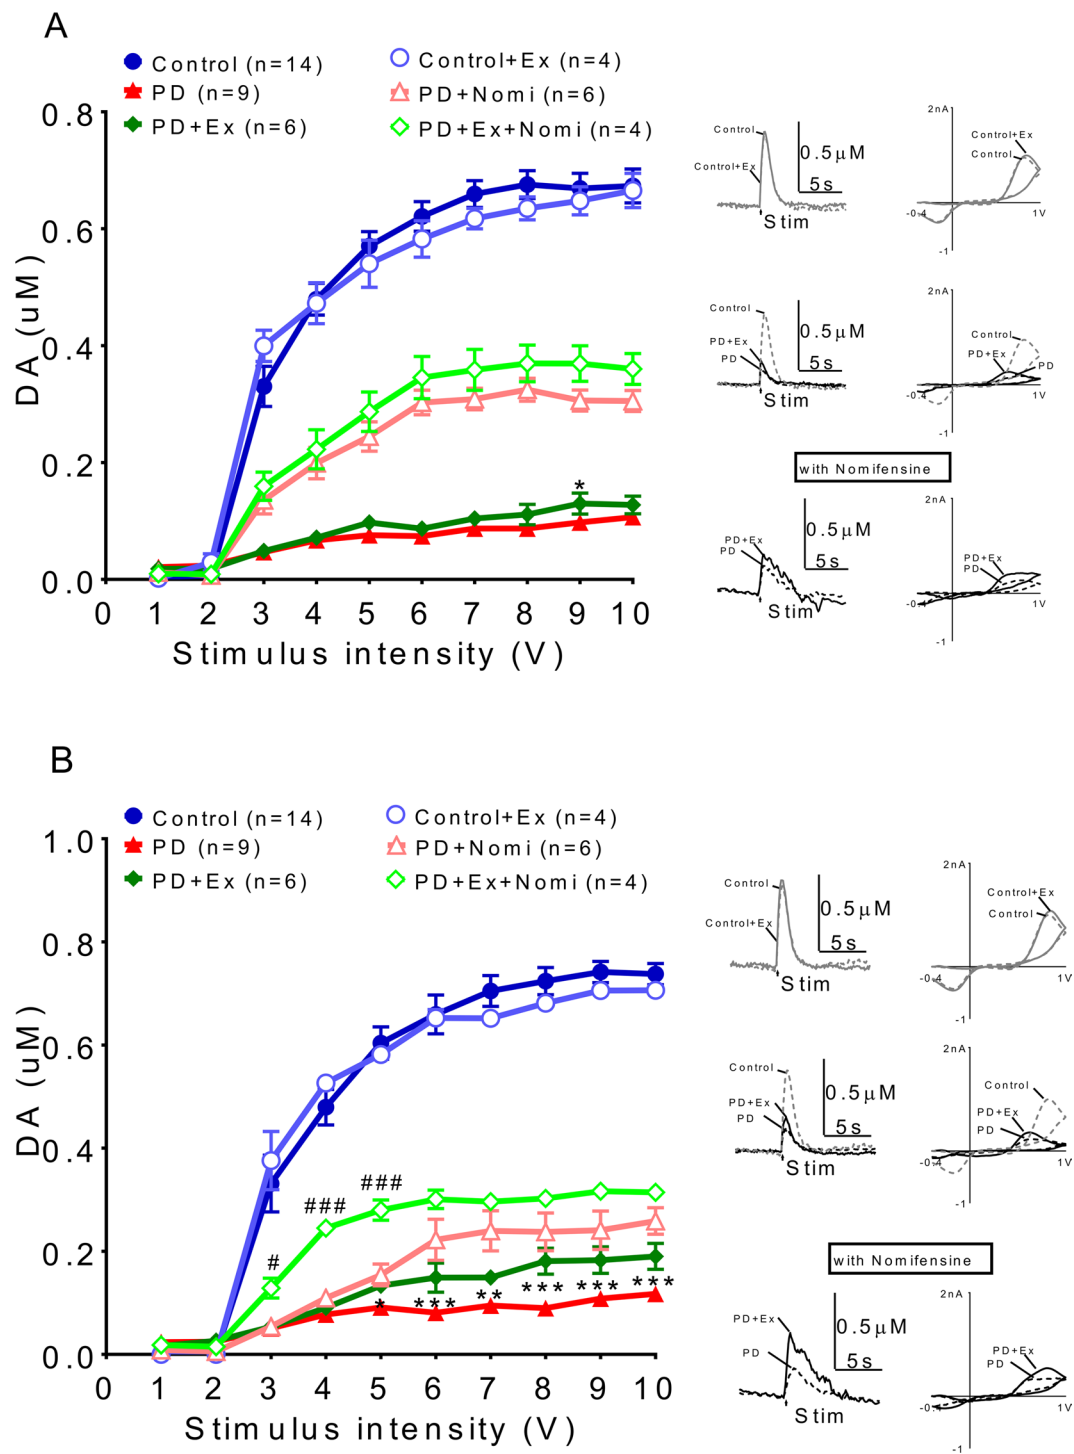 A
Control (n=14)
Control+Ex (n=4)
PD (n=9)
PD+Nomi (n=6)
PD+Ex (n=6)
PD+Ex+Nomi (n=4)
DA (uM)
0.8
0.6
0.4
0.2
0.0
*
0 1 2 3 4 5 6 7 8 9 10
Stimulus intensity (V)
Control
Control+Ex
0.5µM
5s
Stim
2nA
Control+Ex
Control
-0.4
1V
-1
Control
PD+Ex
PD
0.5µM
5s
Stim
2nA
Control
PD+Ex
PD
-0.4
1V
-1
with Nomifensine
PD+Ex
PD
0.5µM
5s
Stim
2nA
PD+Ex
PD
-0.4
1V
-1
B
Control (n=14)
Control+Ex (n=4)
PD (n=9)
PD+Nomi (n=6)
PD+Ex (n=6)
PD+Ex+Nomi (n=4)
DA (uM)
1.0
0.8
0.6
0.4
0.2
0.0
# ### ###
* *** ** *** *** ***
0 1 2 3 4 5 6 7 8 9 10
Stimulus intensity (V)
Control
Control+Ex
0.5µM
5s
Stim
2nA
Control+Ex
Control
-0.4
1V
-1
Control
PD+Ex
PD
0.5µM
5s
Stim
2nA
Control
PD+Ex
PD
-0.4
1V
-1
with Nomifensine
PD+Ex
PD
0.5µM
5s
Stim
2nA
PD+Ex
PD
-0.4
1V
-1